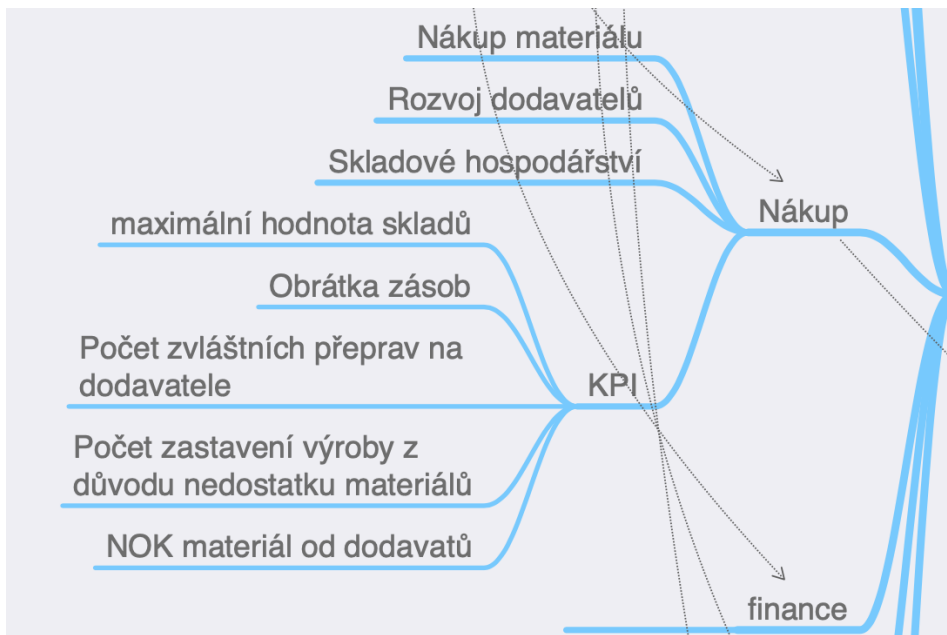 Nákup materiálu
Rozvoj dodavatelů
Skladové hospodářství
Nákup
maximální hodnota skladů
Obrátka zásob
Počet zvláštních přeprav na
dodavatele
KPI
Počet zastavení výroby z
důvodu nedostatku materiálů
NOK materiál od dodavatů
finance